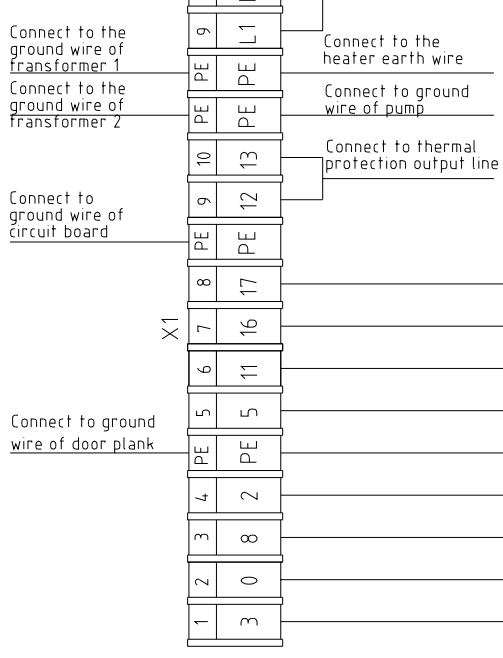 Connect to the
ground wire of
transformer 1
Connect to the
ground wire of
transformer 2
Connect to
ground wire of
circuit board
Connect to ground
wire of door plank
X1
9 L1
PE PE
PE PE
10 13
9 12
PE PE
8 17
7 16
6 11
5 5
PE PE
4 2
3 8
2 0
1 3
Connect to the
heater earth wire
Connect to ground
wire of pump
Connect to thermal
protection output line